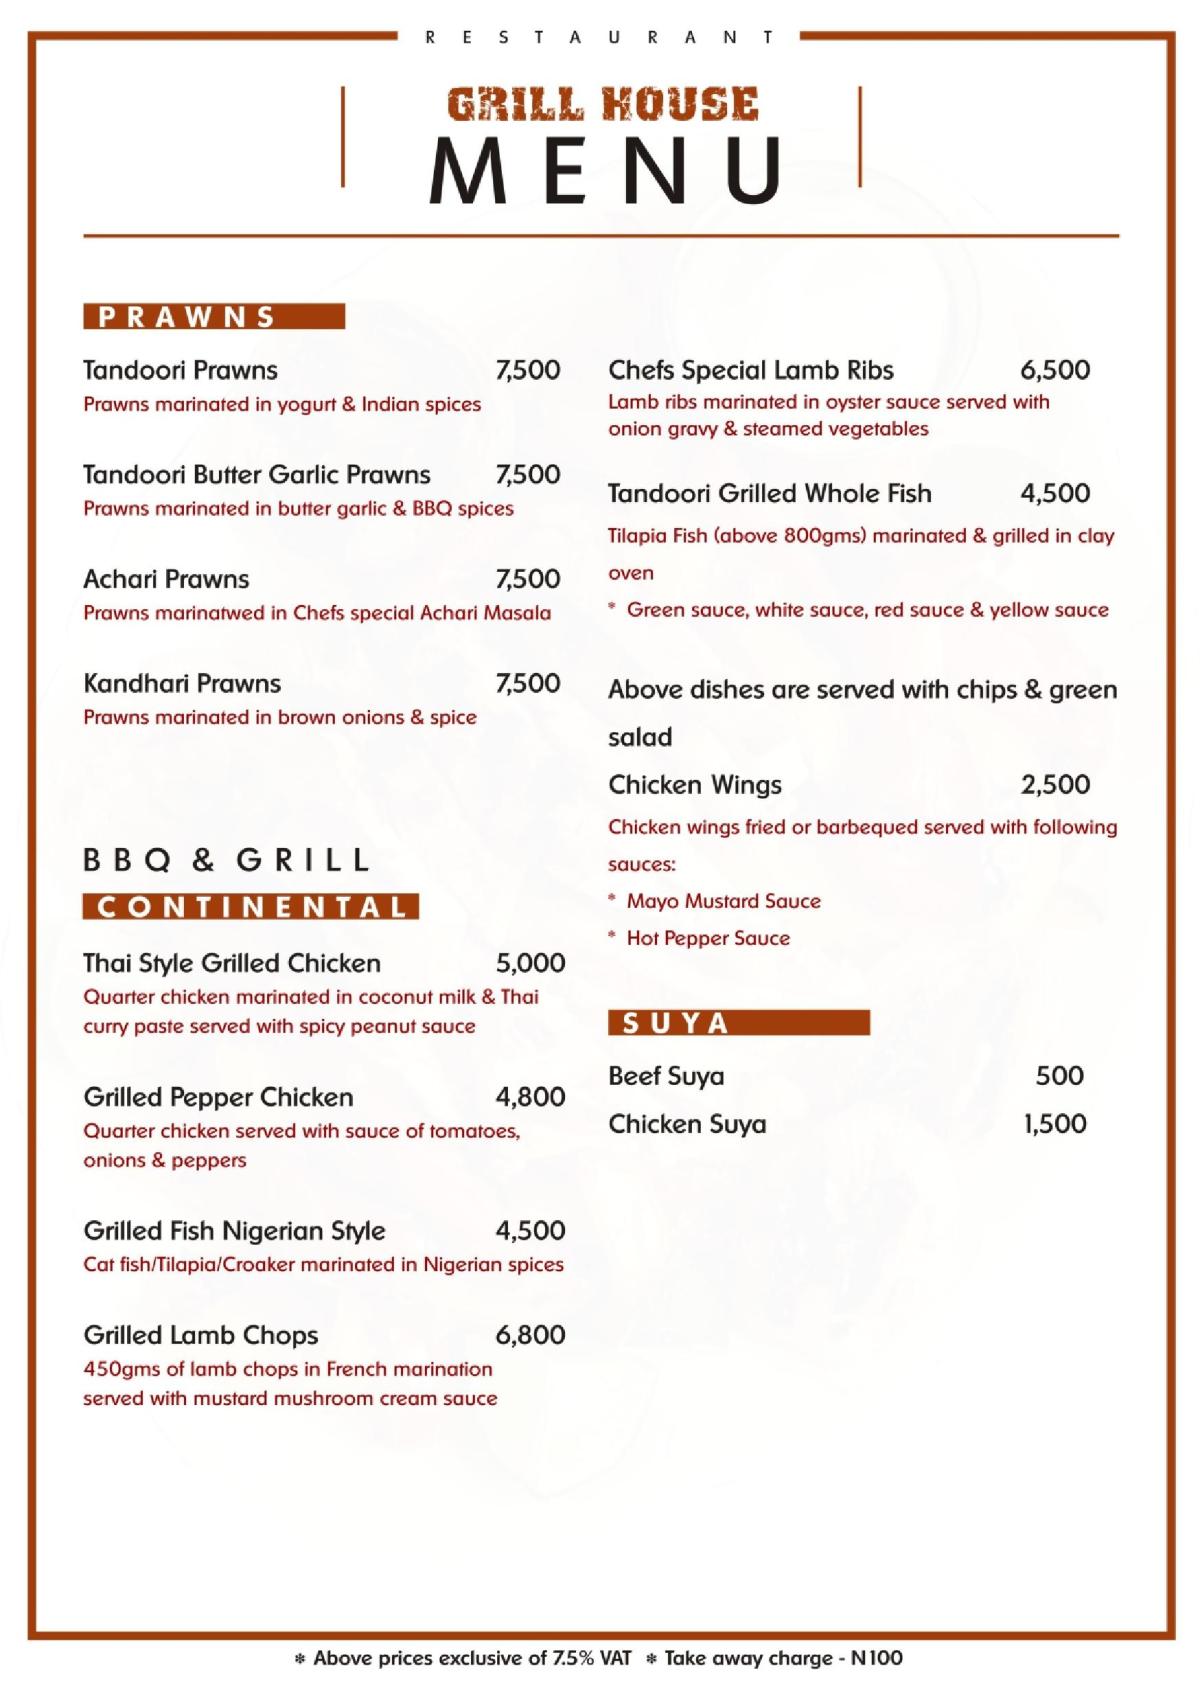 RESTAURANT
GRILL HOUSE
MENU
PRAWNS
Tandoori Prawns 7,500
Prawns marinated in yogurt & Indian spices
Tandoori Butter Garlic Prawns 7,500
Prawns marinated in butter garlic & BBQ spices
Achari Prawns 7,500
Prawns marinatwed in Chefs special Achari Masala
Kandhari Prawns 7,500
Prawns marinated in brown onions & spice
BBQ & GRILL
CONTINENTAL
Thai Style Grilled Chicken 5,000
Quarter chicken marinated in coconut milk & Thai
curry paste served with spicy peanut sauce
Grilled Pepper Chicken 4,800
Quarter chicken served with sauce of tomatoes,
onions & peppers
Grilled Fish Nigerian Style 4,500
Cat fish/Tilapia/Croaker marinated in Nigerian spices
Grilled Lamb Chops 6,800
450gms of lamb chops in French marination
served with mustard mushroom cream sauce
Chefs Special Lamb Ribs 6,500
Lamb ribs marinated in oyster sauce served with
onion gravy & steamed vegetables
Tandoori Grilled Whole Fish 4,500
Tilapia Fish (above 800gms) marinated & grilled in clay
oven
* Green sauce, white sauce, red sauce & yellow sauce
Above dishes are served with chips & green
salad
Chicken Wings 2,500
Chicken wings fried or barbequed served with following
sauces:
* Mayo Mustard Sauce
* Hot Pepper Sauce
SUYA
Beef Suya 500
Chicken Suya 1,500
* Above prices exclusive of 7.5% VAT * Take away charge - N100